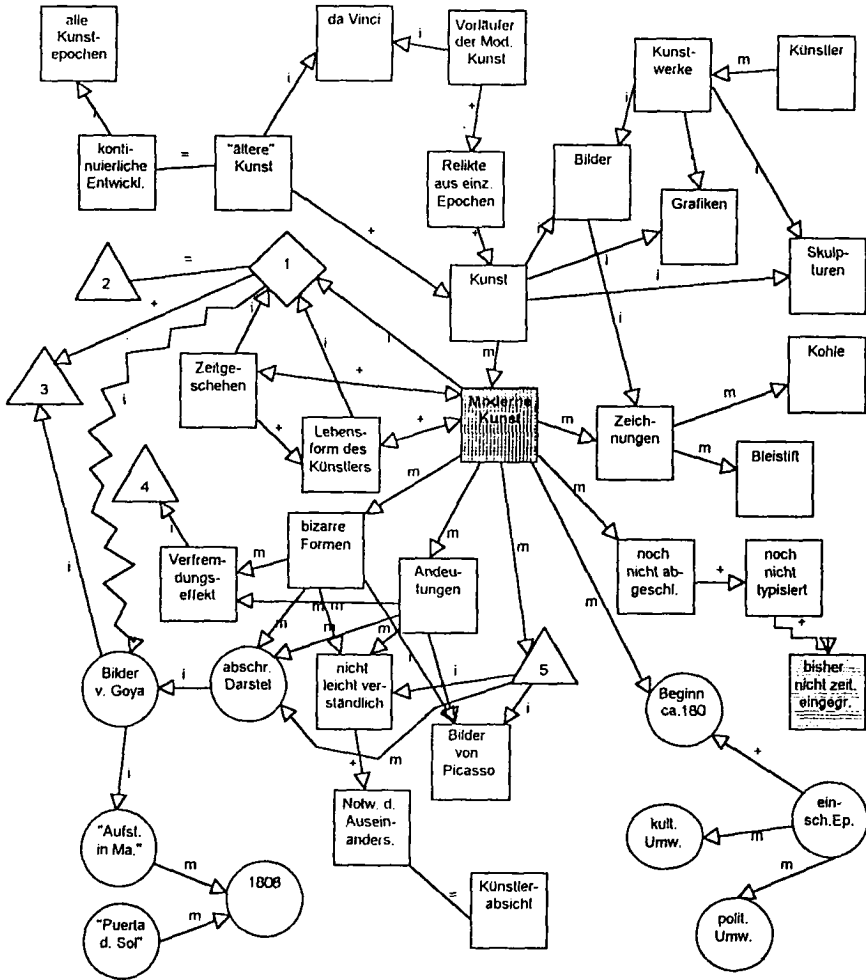 alle
Kunst-
epochen
da Vinci
Vorläufer
der Mod.
Kunst
Kunst-
werke
Künstler
i
i
i
m
+
i
i
konti-
nuierliche
Entwickl.
=
"ältere"
Kunst
Relikte
aus einz.
Epochen
Bilder
Grafiken
+
+
i
i
i
Skulp-
turen
Kunst
2
=
1
+
i
i
i
i
m
3
i
Zeitge-
schehen
+
+
Lebens-
form des
Künstlers
+
Moderne
Kunst
m
Zeich-
nungen
m
Kohle
m
Bleistift
4
i
m
m
m
m
bizarre
Formen
m
Verfrem-
dungs-
effekt
Andeu-
tungen
noch
nicht ab-
geschl.
+
noch
nicht
typisiert
+
i
m
m
m
m
m
i
i
i
Bilder
v. Goya
i
abschr.
Darstel
nicht
leicht ver-
ständlich
5
Beginn
ca.180
bisher
nicht zeit.
eingegr.
Bilder
von
Picasso
m
+
+
i
"Aufst.
in Ma."
Notw. d.
Ausein-
anders.
kult.
Umw.
m
ein-
sch.Ep.
m
1808
m
"Puerta
d. Sol"
=
Künstler-
absicht
m
polit.
Umw.